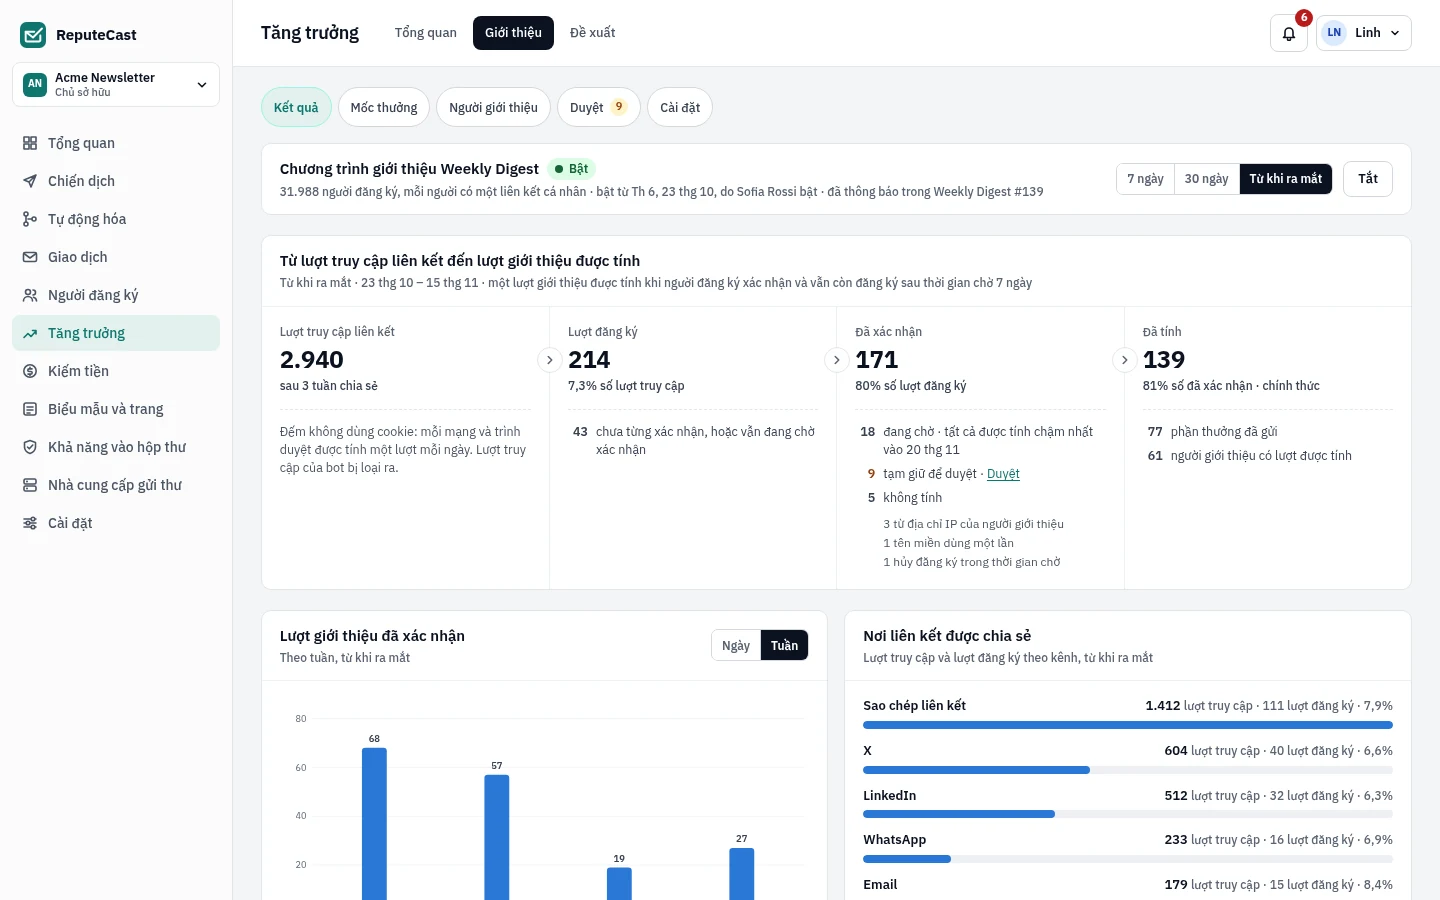 ReputeCast
AN
Acme Newsletter
Chủ sở hữu
Tổng quan
Chiến dịch
Tự động hóa
Giao dịch
Người đăng ký
Tăng trưởng
Kiếm tiền
Biểu mẫu và trang
Khả năng vào hộp thư
Nhà cung cấp gửi thư
Cài đặt
Tăng trưởng
Tổng quan
Giới thiệu
Đề xuất
6
LN
Linh
Kết quả
Mốc thưởng
Người giới thiệu
Duyệt 9
Cài đặt
Chương trình giới thiệu Weekly Digest
Bật
31.988 người đăng ký, mỗi người có một liên kết cá nhân · bật từ Th 6, 23 thg 10, do Sofia Rossi bật · đã thông báo trong Weekly Digest #139
7 ngày
30 ngày
Từ khi ra mắt
Tắt
Từ lượt truy cập liên kết đến lượt giới thiệu được tính
Từ khi ra mắt · 23 thg 10 – 15 thg 11 · một lượt giới thiệu được tính khi người đăng ký xác nhận và vẫn còn đăng ký sau thời gian chờ 7 ngày
Lượt truy cập liên kết
2.940
sau 3 tuần chia sẻ
Đếm không dùng cookie: mỗi mạng và trình
duyệt được tính một lượt mỗi ngày. Lượt truy
cập của bot bị loại ra.
Lượt đăng ký
214
7,3% số lượt truy cập
43 chưa từng xác nhận, hoặc vẫn đang chờ
xác nhận
Đã xác nhận
171
80% số lượt đăng ký
18 đang chờ · tất cả được tính chậm nhất
vào 20 thg 11
9 tạm giữ để duyệt · Duyệt
5 không tính
3 từ địa chỉ IP của người giới thiệu
1 tên miền dùng một lần
1 hủy đăng ký trong thời gian chờ
Đã tính
139
81% số đã xác nhận · chính thức
77 phần thưởng đã gửi
61 người giới thiệu có lượt được tính
Lượt giới thiệu đã xác nhận
Theo tuần, từ khi ra mắt
Ngày
Tuần
80
60
40
20
68
57
19
27
Nơi liên kết được chia sẻ
Lượt truy cập và lượt đăng ký theo kênh, từ khi ra mắt
Sao chép liên kết
1.412 lượt truy cập · 111 lượt đăng ký · 7,9%
X
604 lượt truy cập · 40 lượt đăng ký · 6,6%
LinkedIn
512 lượt truy cập · 32 lượt đăng ký · 6,3%
WhatsApp
233 lượt truy cập · 16 lượt đăng ký · 6,9%
Email
179 lượt truy cập · 15 lượt đăng ký · 8,4%